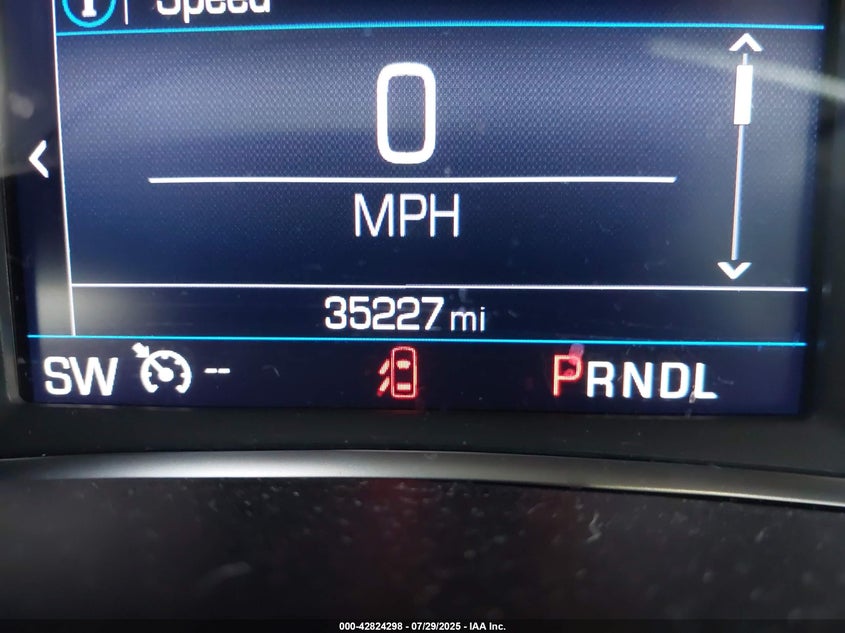 Speed
0
MPH
35227 mi
SW -- PRNDL
000-42824298 - 07/29/2025 - IAA Inc.